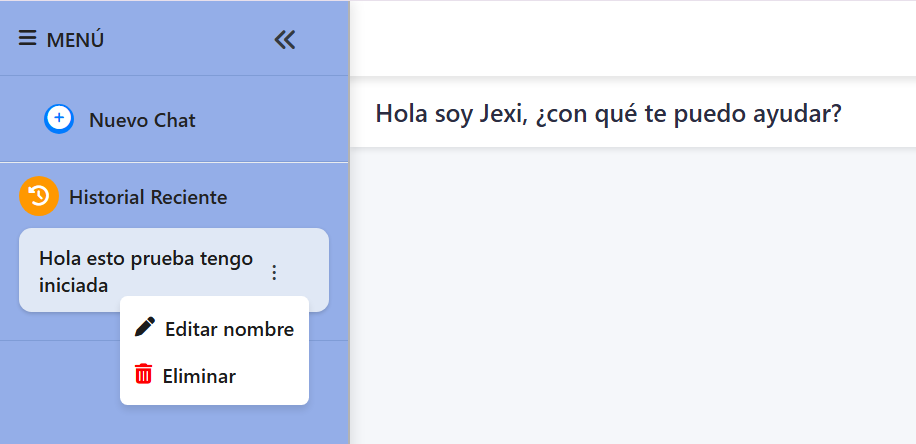 MENÚ
Nuevo Chat
Historial Reciente
Hola esto prueba tengo
iniciada
Editar nombre
Eliminar
Hola soy Jexi, ¿con qué te puedo ayudar?